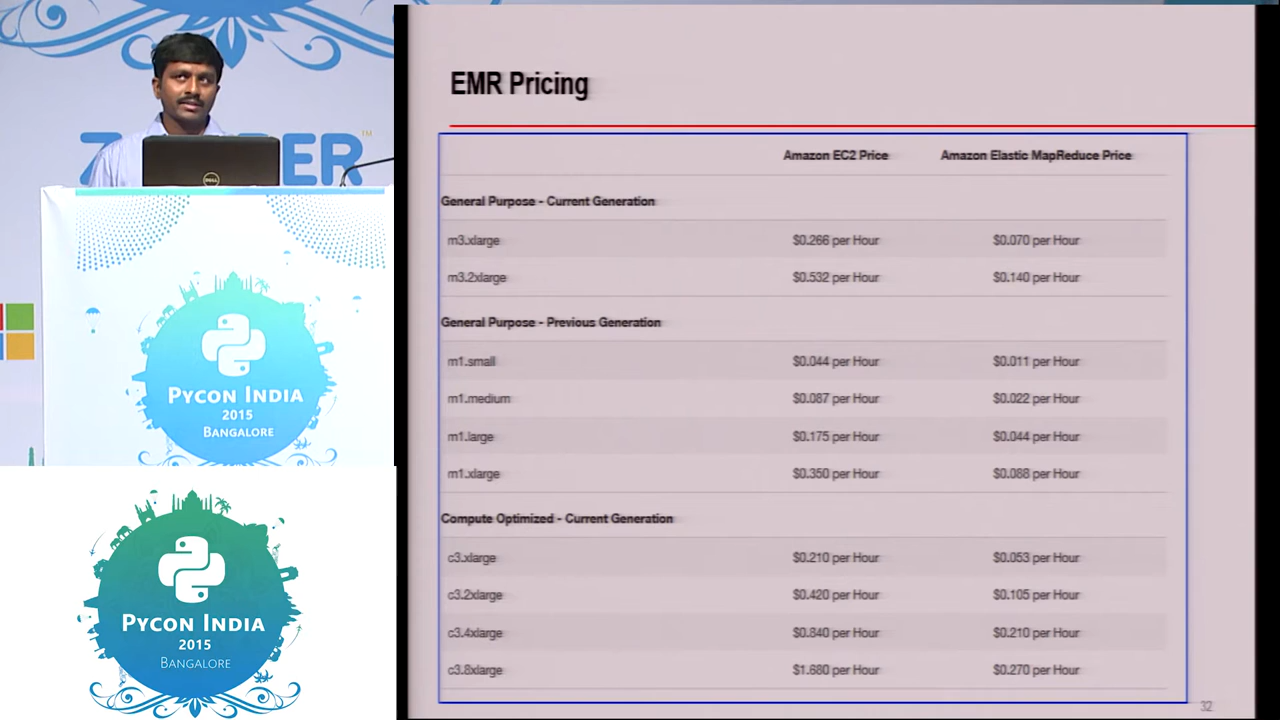 EMR Pricing
Amazon EC2 Price Amazon Elastic MapReduce Price
General Purpose - Current Generation
m3.xlarge $0.266 per Hour $0.070 per Hour
m3.2xlarge $0.532 per Hour $0.140 per Hour
General Purpose - Previous Generation
m1.small $0.044 per Hour $0.011 per Hour
m1.medium $0.087 per Hour $0.022 per Hour
m1.large $0.175 per Hour $0.044 per Hour
m1.xlarge $0.350 per Hour $0.088 per Hour
Compute Optimized - Current Generation
c3.xlarge $0.210 per Hour $0.053 per Hour
c3.2xlarge $0.420 per Hour $0.105 per Hour
c3.4xlarge $0.840 per Hour $0.210 per Hour
c3.8xlarge $1.680 per Hour $0.270 per Hour
32
DELL
PYCON INDIA
2015
BANGALORE
PYCON INDIA
2015
BANGALORE